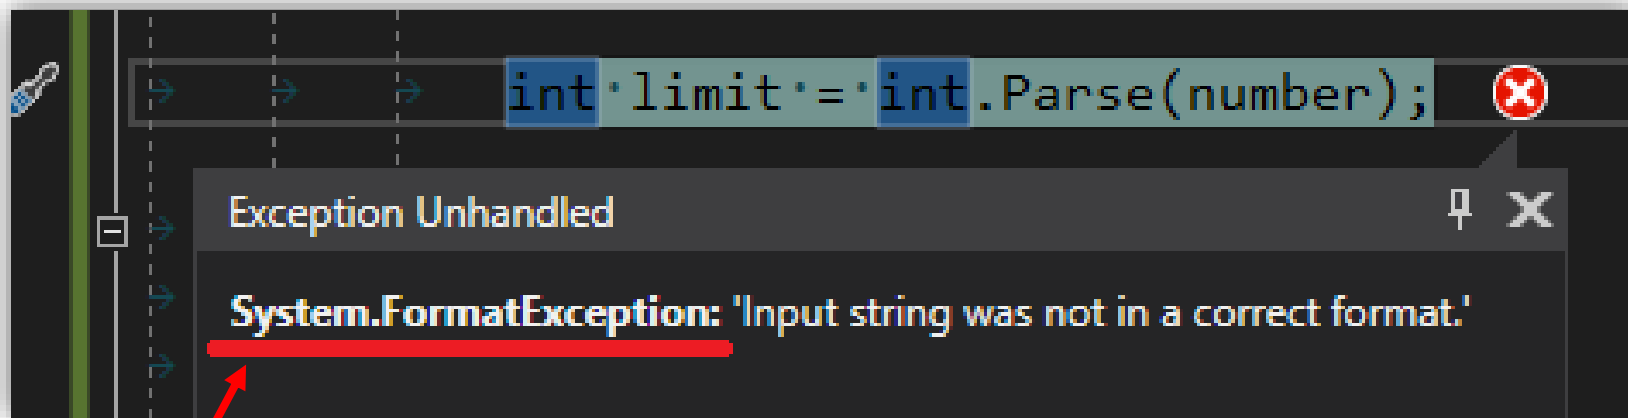 int limit = int.Parse(number);
Exception Unhandled
System.FormatException: 'Input string was not in a correct format.'